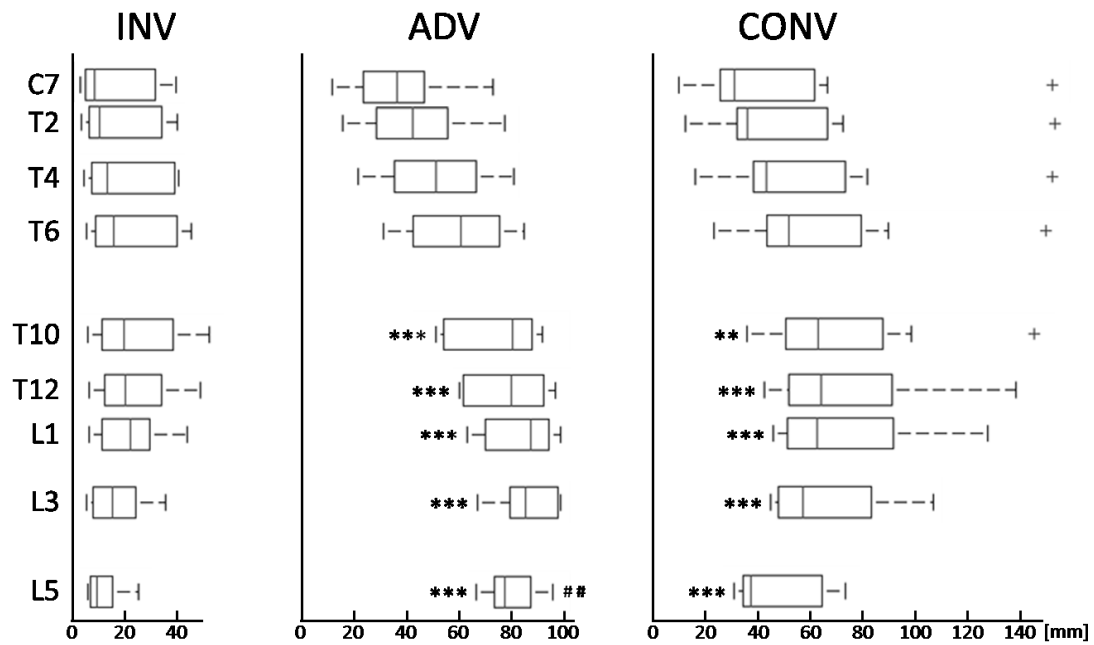 INV ADV CONV
C7
T2
T4
T6
T10 *** **
T12 *** ***
L1 *** ***
L3 *** ***
L5 *** ## ***
0 20 40 0 20 40 60 80 100 0 20 40 60 80 100 120 140 [mm]